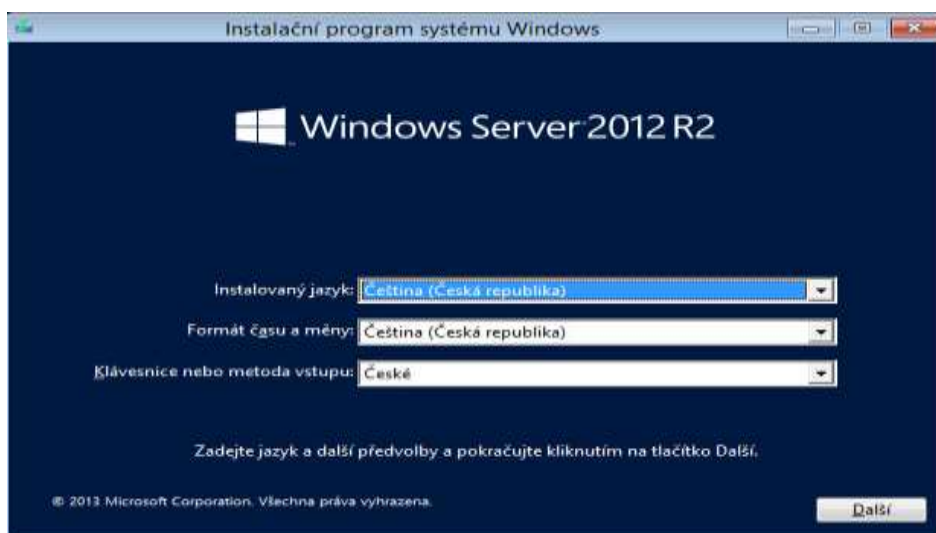 Instalační program systému Windows
Windows Server 2012 R2
Instalovaný jazyk: Čeština (Česká republika)
Formát času a měny: Čeština (Česká republika)
Klávesnice nebo metoda vstupu: České
Zadejte jazyk a další předvolby a pokračujte kliknutím na tlačítko Další.
© 2013 Microsoft Corporation. Všechna práva vyhrazena.
Další